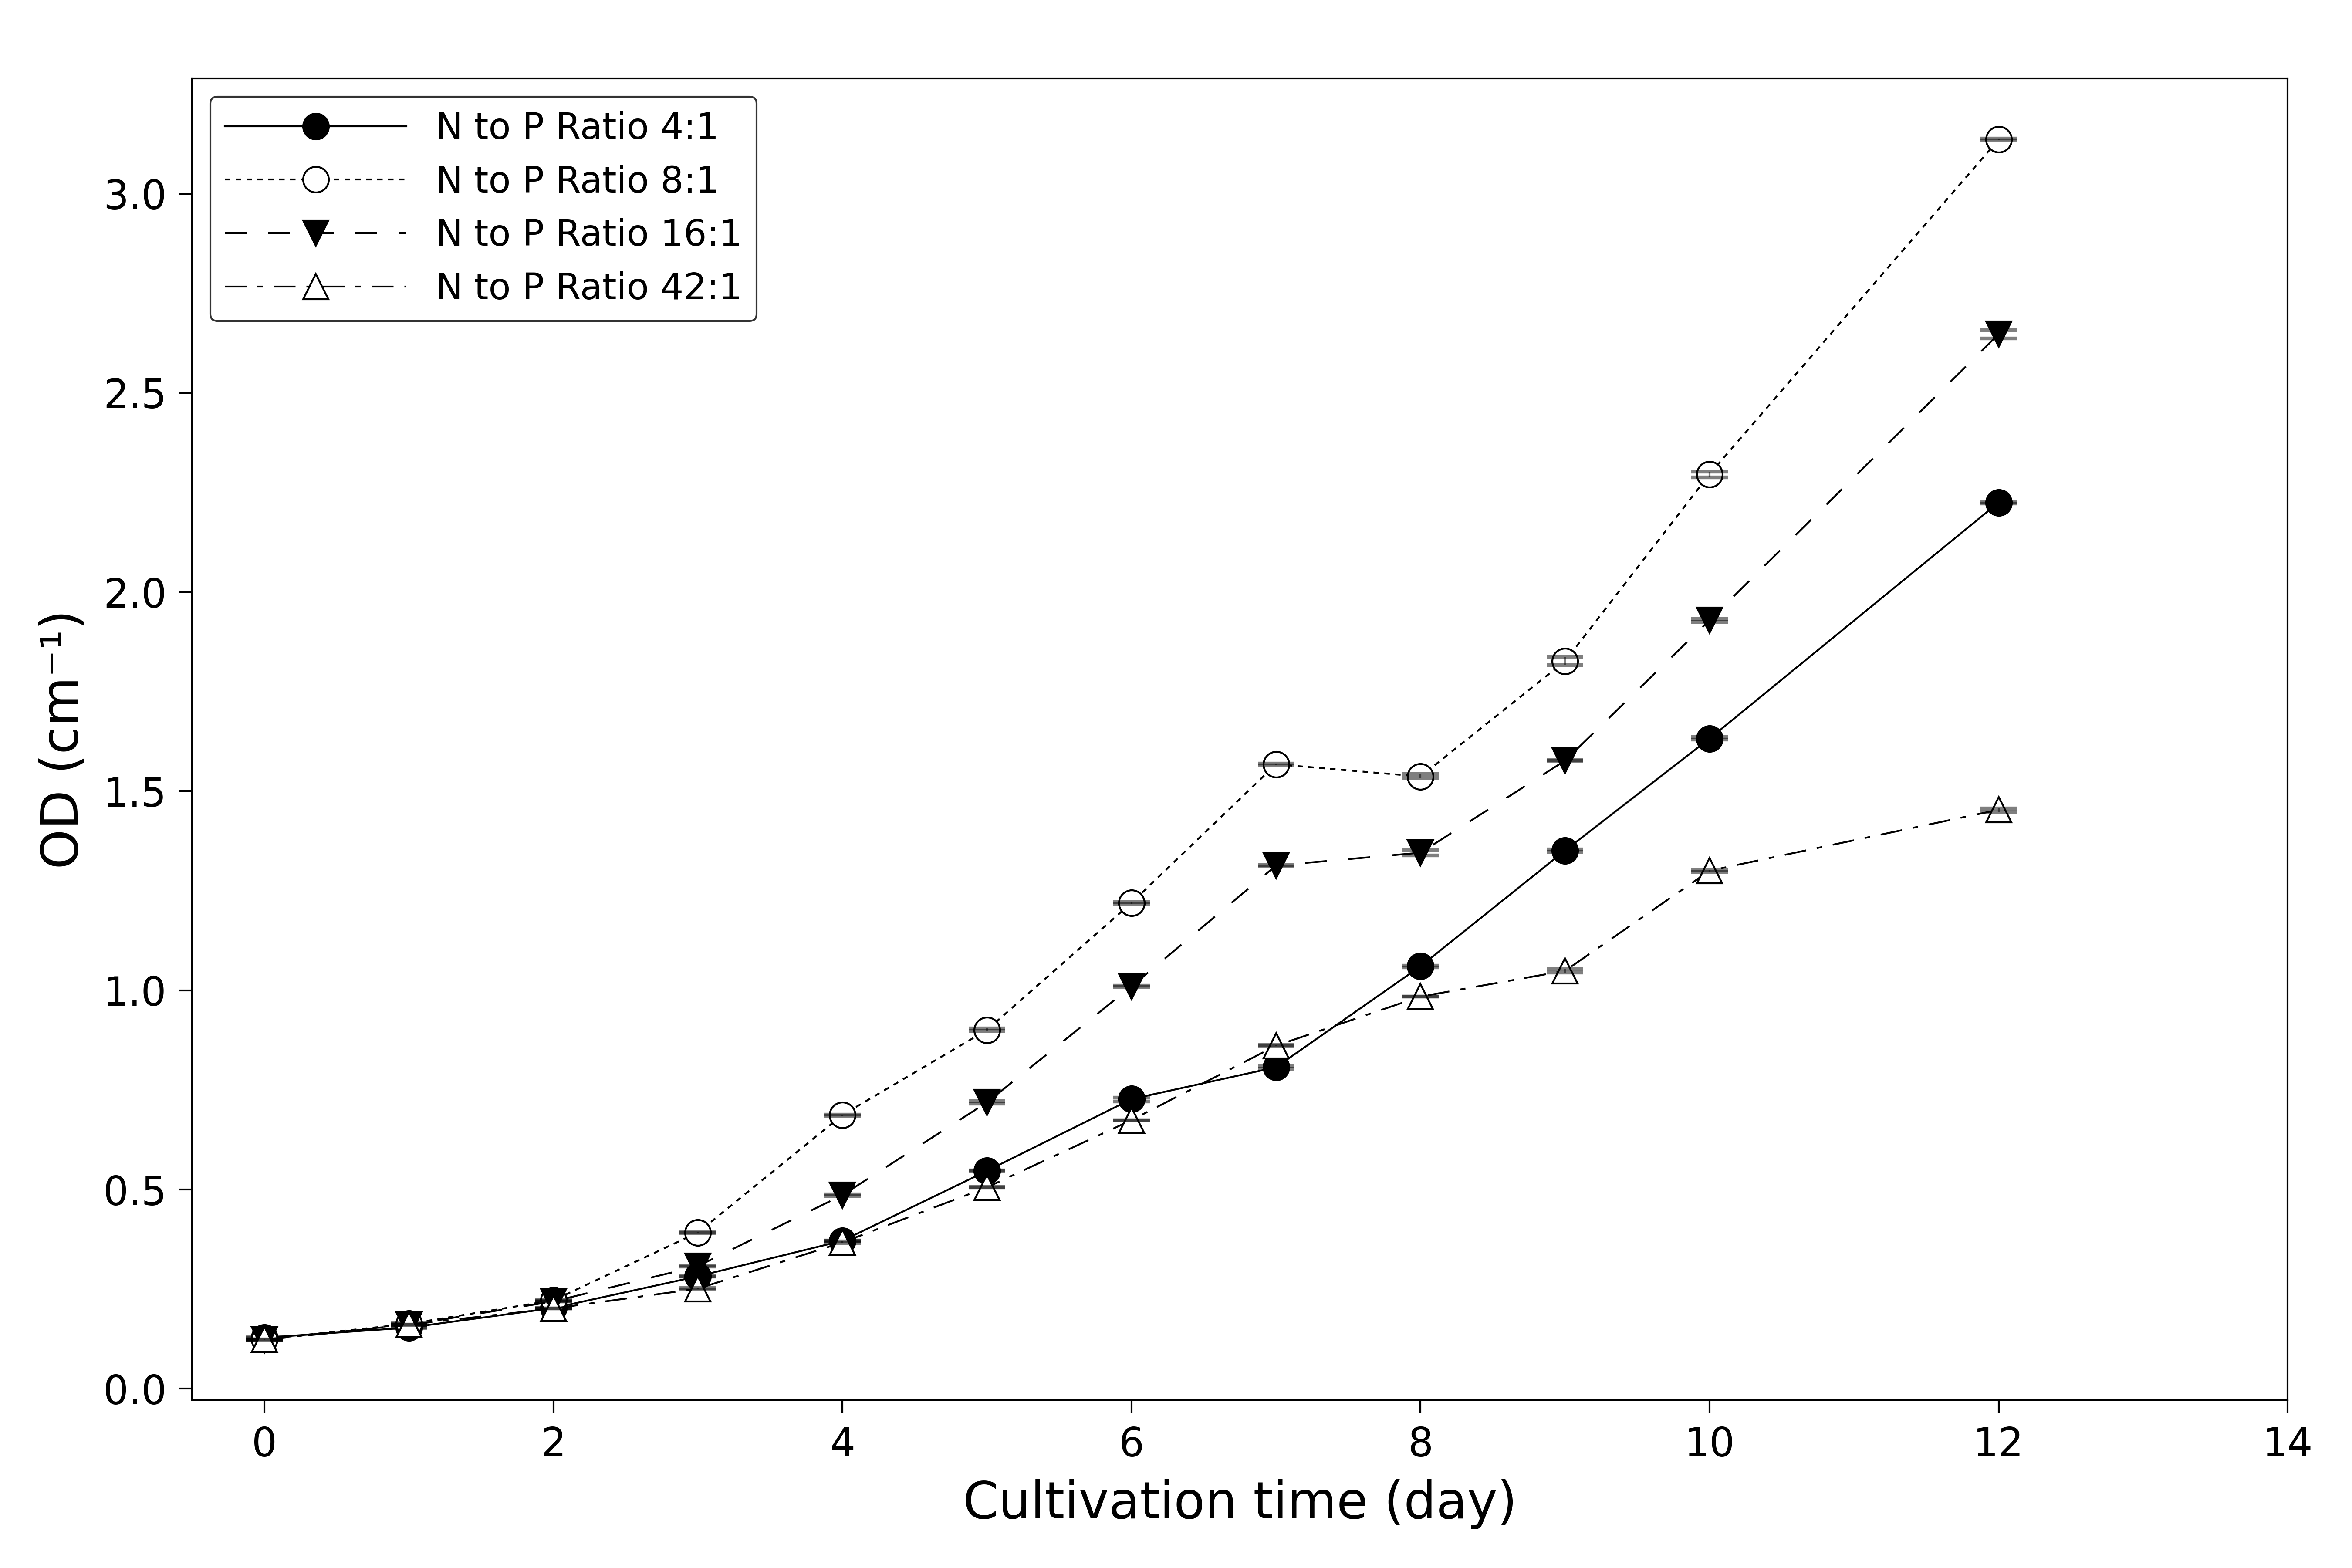 N to P Ratio 4:1
N to P Ratio 8:1
N to P Ratio 16:1
N to P Ratio 42:1
OD (cm⁻¹)
3.0
2.5
2.0
1.5
1.0
0.5
0.0
0 2 4 6 8 10 12 14
Cultivation time (day)